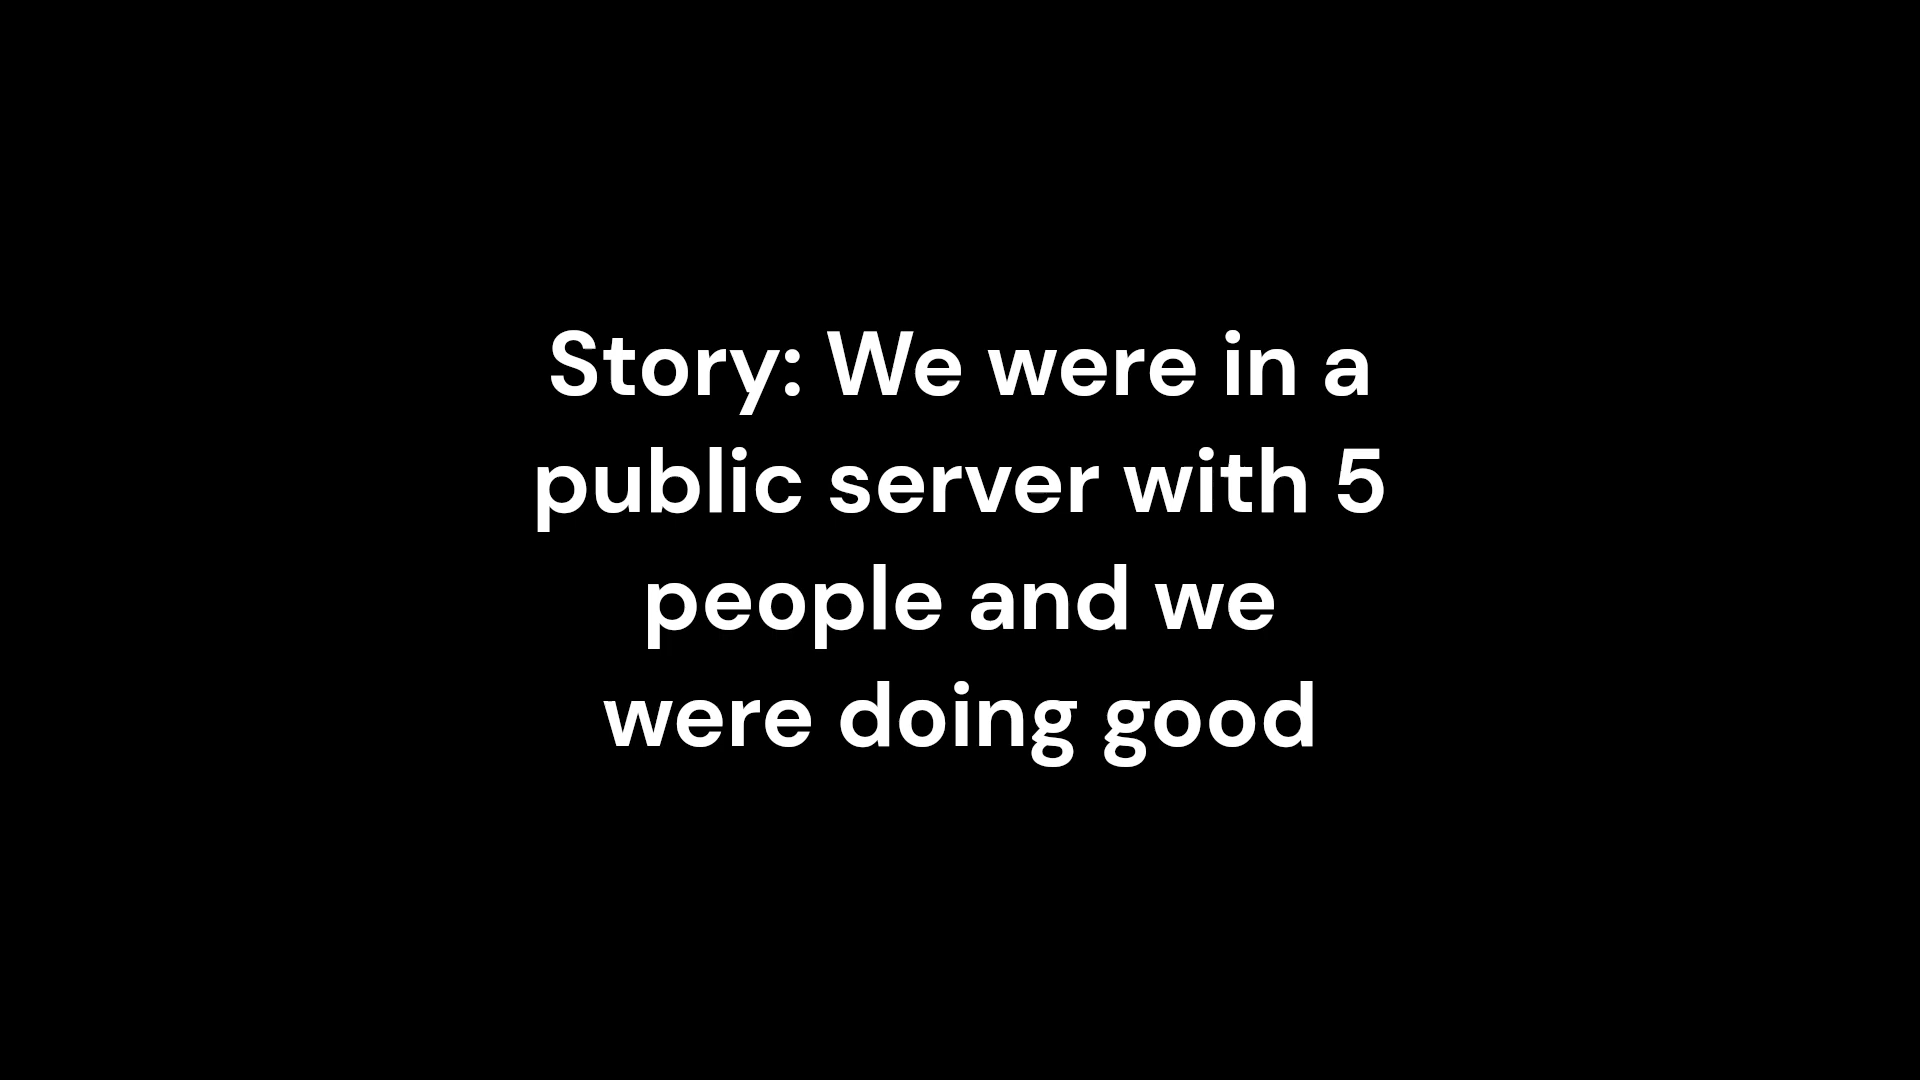 Story: We were in a
public server with 5
people and we
were doing good